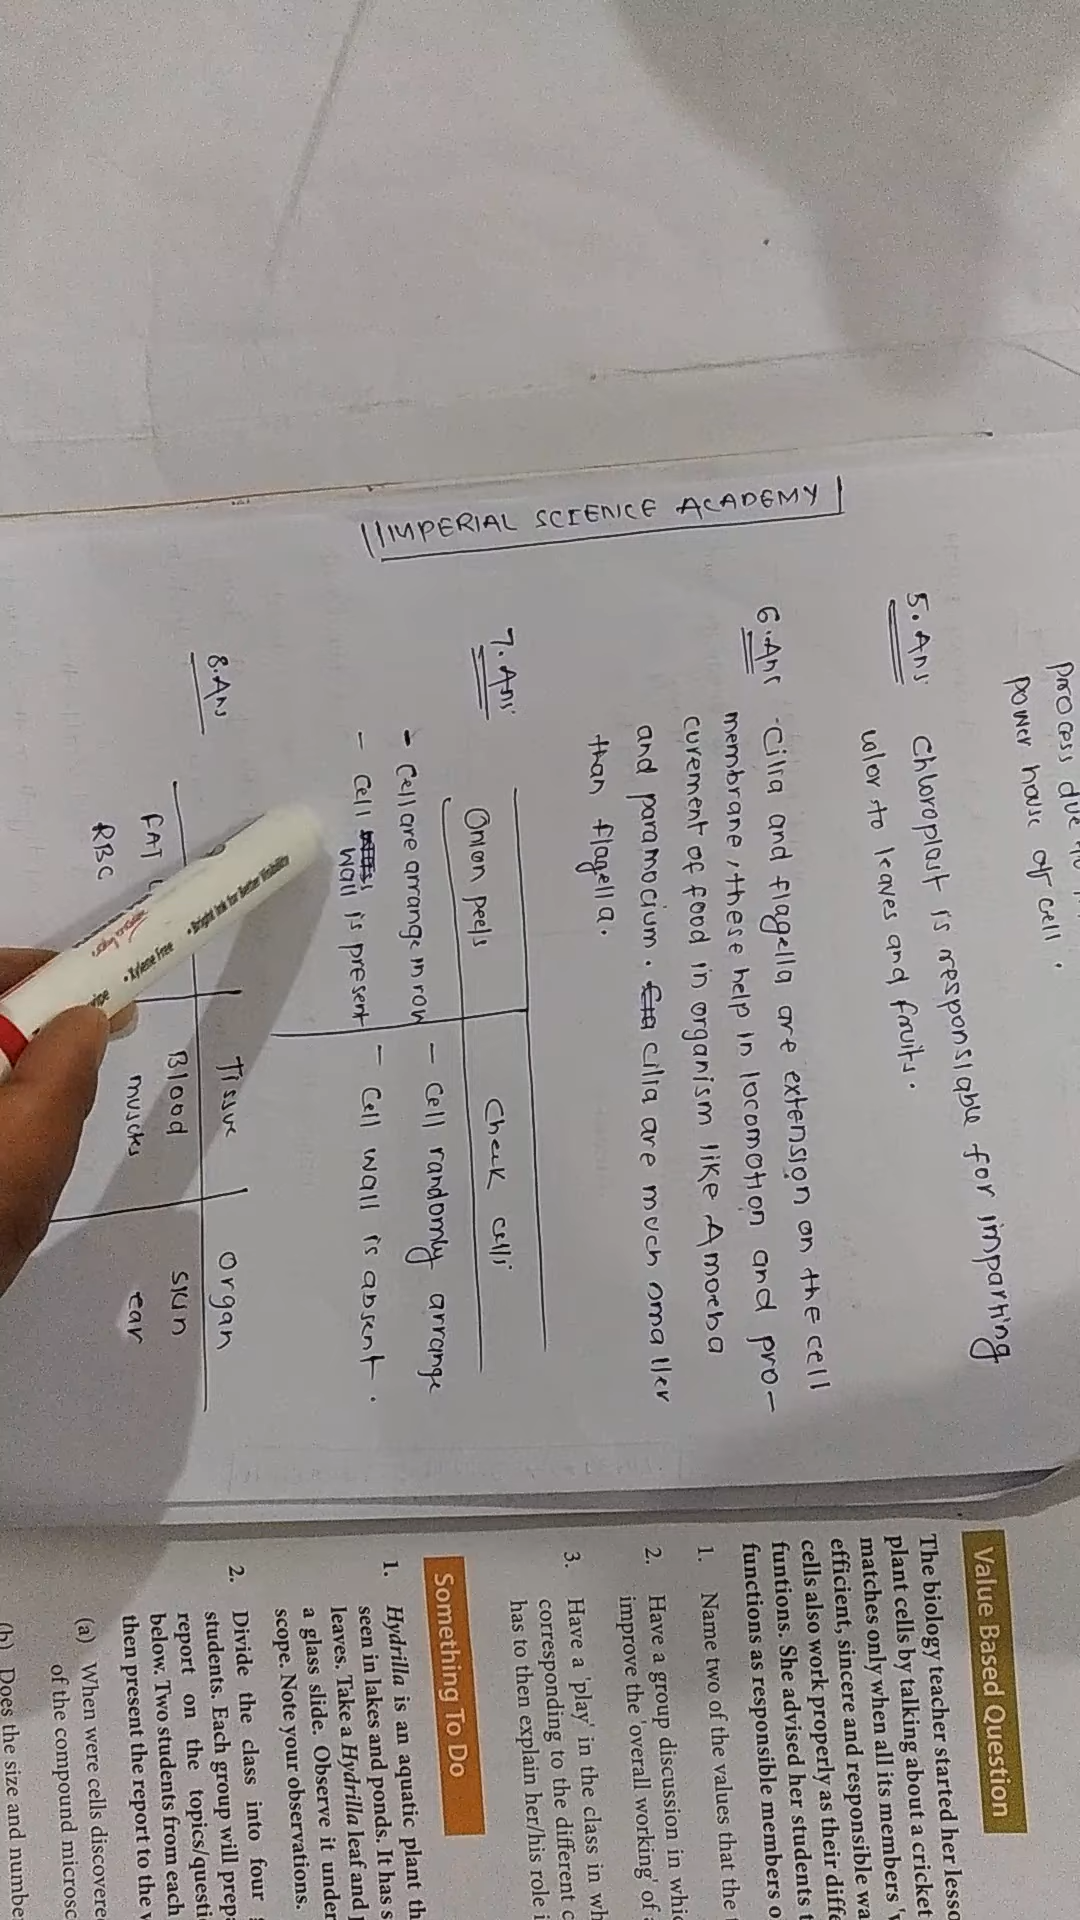 process due to
power house of cell.
IMPERIAL SCIENCE ACADEMY
5. Ans Chloroplast is responsiable for imparting
color to leaves and fruits.
6. Ans - Cilia and flagella are extension on the cell
membrane, these help in locomotion and pro-
curement of food in organism like Amoeba
and paramocium. cilia are much smaller
than flagella.
7. Ans
Onion peels Cheek cells
- Cell are arrange in row - Cell randomly arrange
- Cell wall is present - Cell wall is absent.
8. Ans
Tissue Organ
FAT Blood skin
RBC muscles ear
• Bright ink for Better Visibility
• Xylene Free
Value Based Question
The biology teacher started her lesso
plant cells by talking about a cricket
matches only when all its members 'w
efficient, sincere and responsible wa
cells also work properly as their diffe
funtions. She advised her students t
functions as responsible members o
1. Name two of the values that the
2. Have a group discussion in whic
improve the 'overall working' of
3. Have a 'play' in the class in wh
corresponding to the different c
has to then explain her/his role i
Something To Do
1. Hydrilla is an aquatic plant th
seen in lakes and ponds. It has s
leaves. Take a Hydrilla leaf and
a glass slide. Observe it under
scope. Note your observations.
2. Divide the class into four
students. Each group will prepa
report on the topics/questi
below. Two students from each
then present the report to the
(a) When were cells discovere
of the compound microsc
(b) Does the size and number